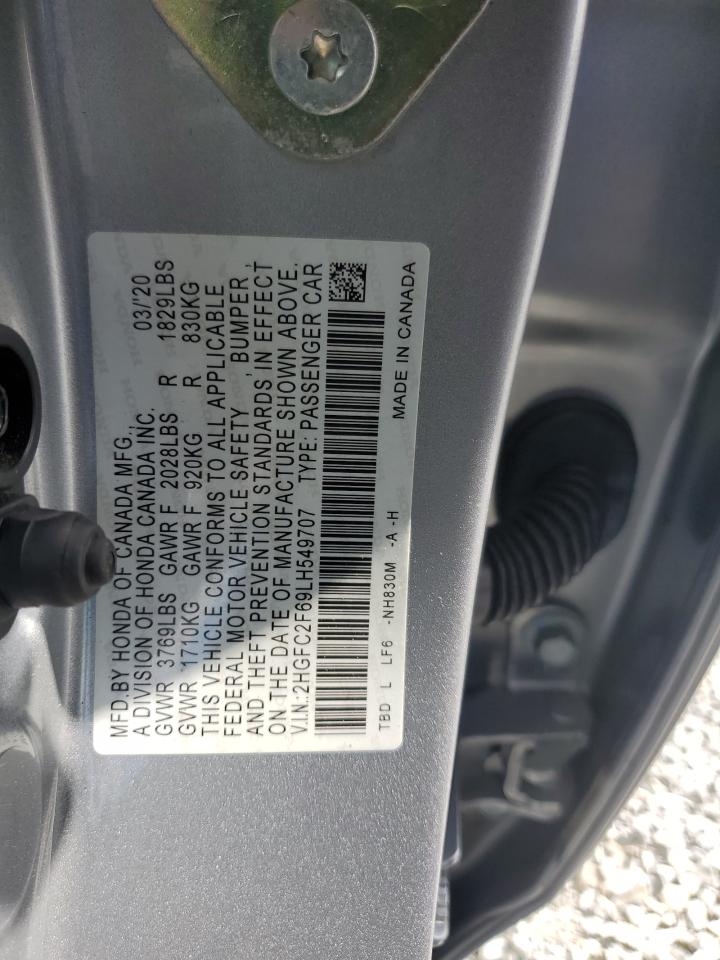 MFD.BY HONDA OF CANADA MFG., 03/'20
A DIVISION OF HONDA CANADA INC.
GVWR 3769LBS GAWR F 2028LBS R 1829LBS
GVWR 1710KG GAWR F 920KG R 830KG
THIS VEHICLE CONFORMS TO ALL APPLICABLE
FEDERAL MOTOR VEHICLE SAFETY , BUMPER ,
AND THEFT PREVENTION STANDARDS IN EFFECT
ON THE DATE OF MANUFACTURE SHOWN ABOVE.
V.I.N.: 2HGFC2F69LH549707 TYPE: PASSENGER CAR
TBD L LF6 -NH830M -A -H
MADE IN CANADA